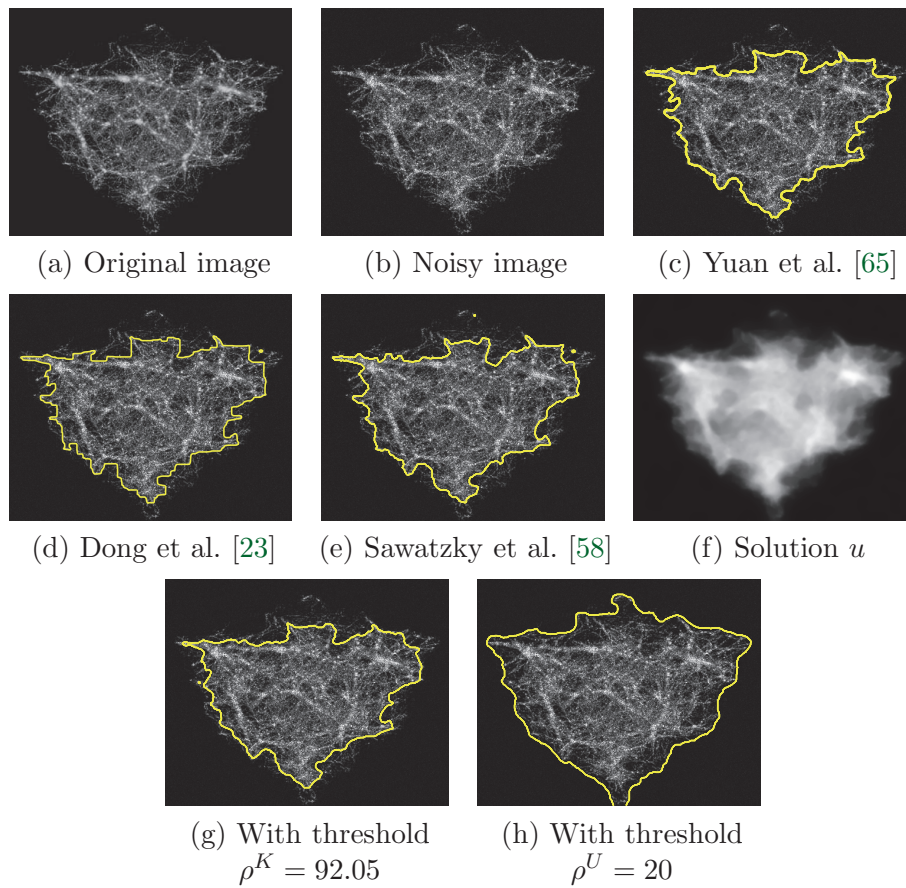 (a) Original image
(b) Noisy image
(c) Yuan et al. [65]
(d) Dong et al. [23]
(e) Sawatzky et al. [58]
(f) Solution u
(g) With threshold
ρ^K = 92.05
(h) With threshold
ρ^U = 20